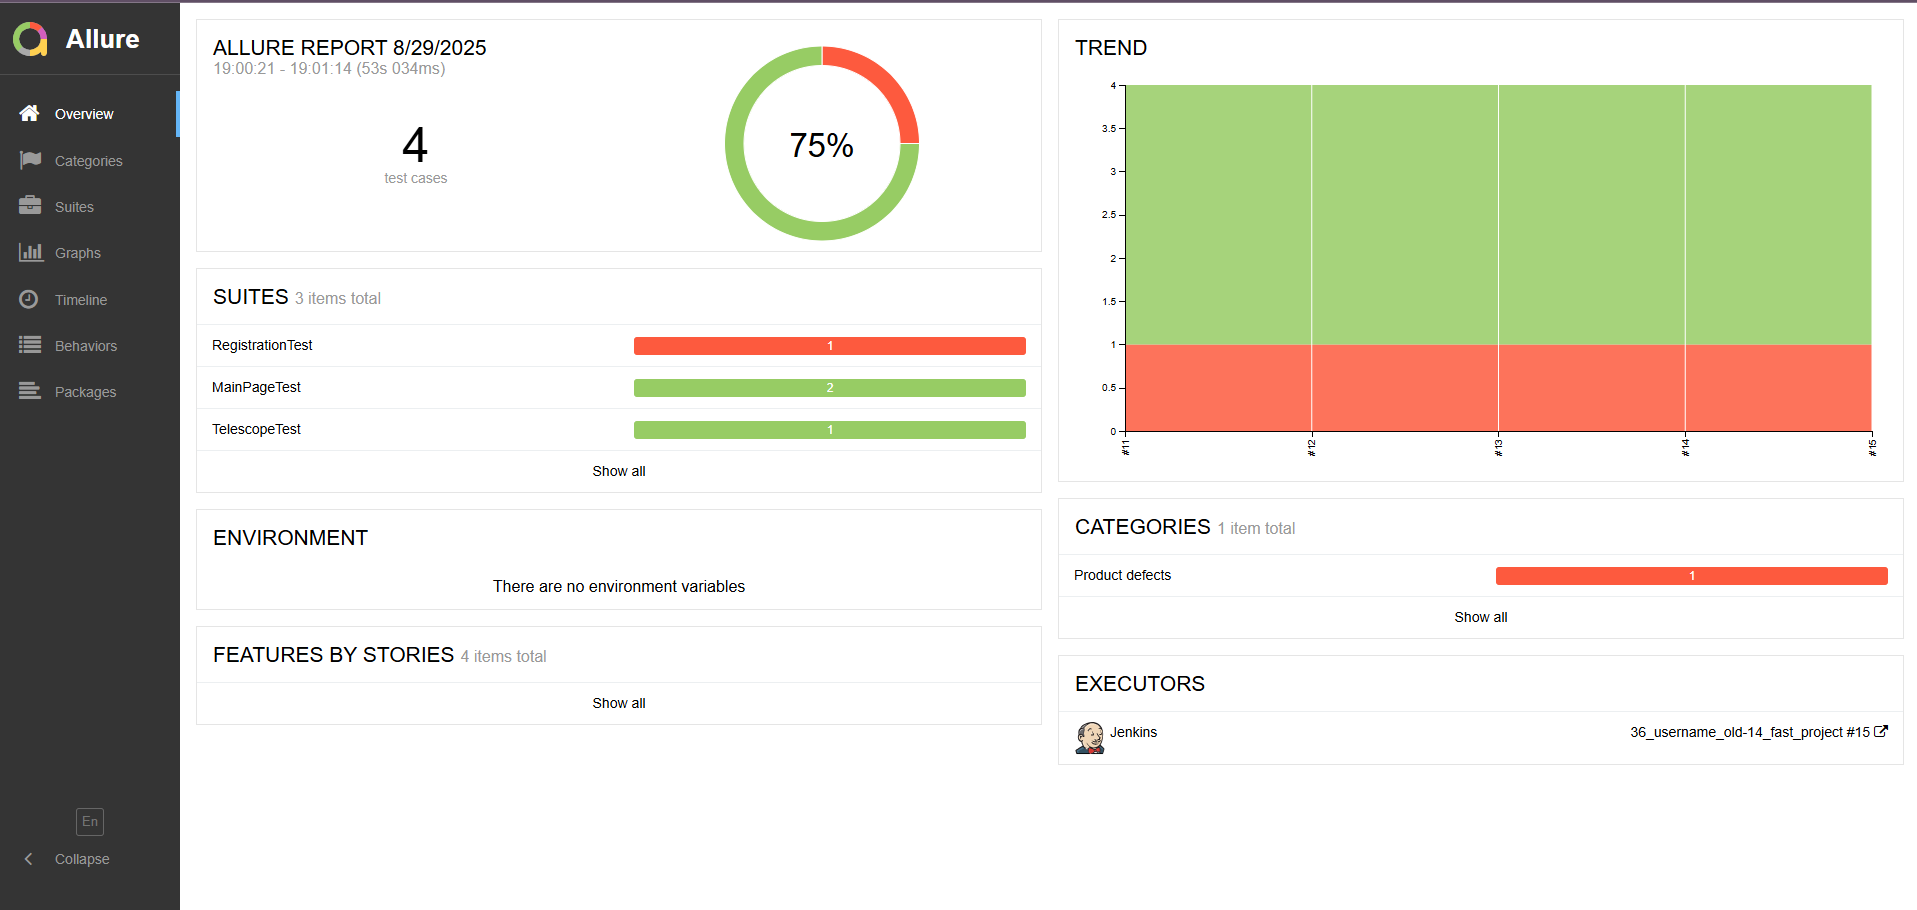 Allure
Overview
Categories
Suites
Graphs
Timeline
Behaviors
Packages
En
Collapse
ALLURE REPORT 8/29/2025
19:00:21 - 19:01:14 (53s 034ms)
4
test cases
75%
SUITES 3 items total
RegistrationTest 1
MainPageTest 2
TelescopeTest 1
Show all
ENVIRONMENT
There are no environment variables
FEATURES BY STORIES 4 items total
Show all
TREND
4
3.5
3
2.5
2
1.5
1
0.5
0
#11 #12 #13 #14 #15
CATEGORIES 1 item total
Product defects 1
Show all
EXECUTORS
Jenkins 36_username_old-14_fast_project #15